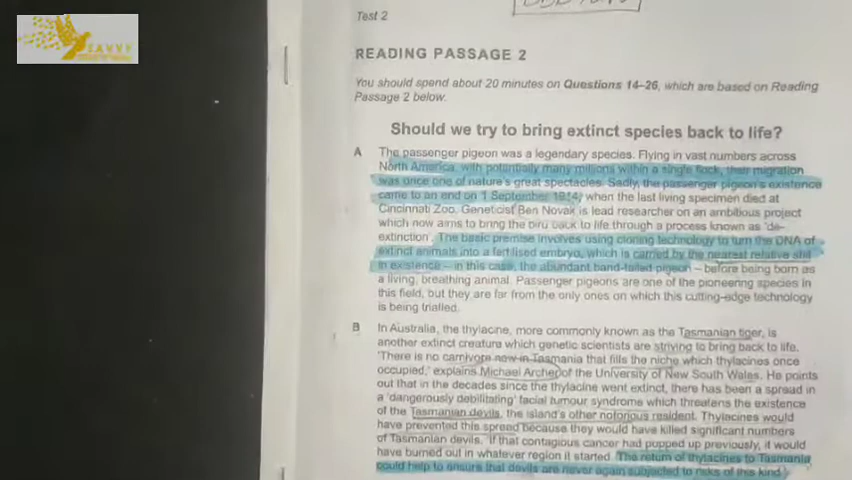 SAVVY
Test 2
READING PASSAGE 2
You should spend about 20 minutes on Questions 14–26, which are based on Reading
Passage 2 below.
Should we try to bring extinct species back to life?
A The passenger pigeon was a legendary species. Flying in vast numbers across
North America, with potentially many millions within a single flock, their migration
was once one of nature's great spectacles. Sadly, the passenger pigeon's existence
came to an end on 1 September 1914, when the last living specimen died at
Cincinnati Zoo. Geneticist Ben Novak is lead researcher on an ambitious project
which now aims to bring the bird back to life through a process known as 'de-
extinction'. The basic premise involves using cloning technology to turn the DNA of
extinct animals into a fertilised embryo, which is carried by the nearest relative still
in existence – in this case, the abundant band-tailed pigeon – before being born as
a living, breathing animal. Passenger pigeons are one of the pioneering species in
this field, but they are far from the only ones on which this cutting-edge technology
is being trialled.
B In Australia, the thylacine, more commonly known as the Tasmanian tiger, is
another extinct creature which genetic scientists are striving to bring back to life.
'There is no carnivore now in Tasmania that fills the niche which thylacines once
occupied,' explains Michael Archer of the University of New South Wales. He points
out that in the decades since the thylacine went extinct, there has been a spread in
a 'dangerously debilitating' facial tumour syndrome which threatens the existence
of the Tasmanian devils, the island's other notorious resident. Thylacines would
have prevented this spread because they would have killed significant numbers
of Tasmanian devils. 'If that contagious cancer had popped up previously, it would
have burned out in whatever region it started. The return of thylacines to Tasmania
could help to ensure that devils are never again subjected to risks of this kind.'